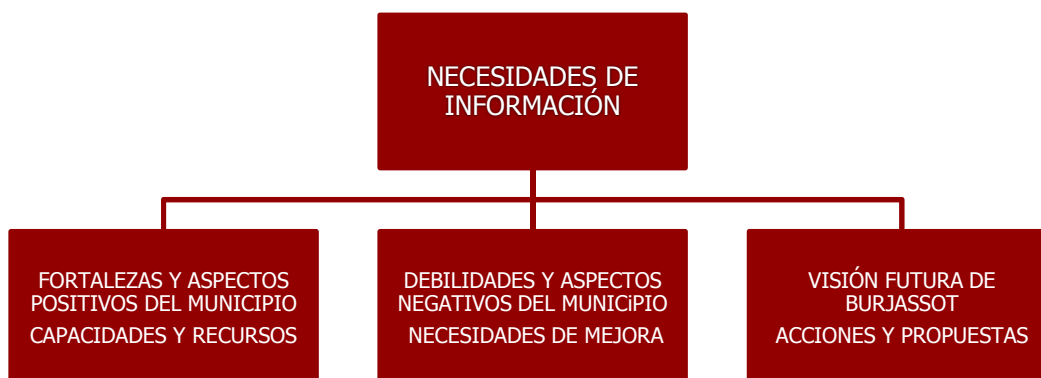 NECESIDADES DE
INFORMACIÓN
FORTALEZAS Y ASPECTOS
POSITIVOS DEL MUNICIPIO
CAPACIDADES Y RECURSOS
DEBILIDADES Y ASPECTOS
NEGATIVOS DEL MUNICiPIO
NECESIDADES DE MEJORA
VISIÓN FUTURA DE
BURJASSOT
ACCIONES Y PROPUESTAS